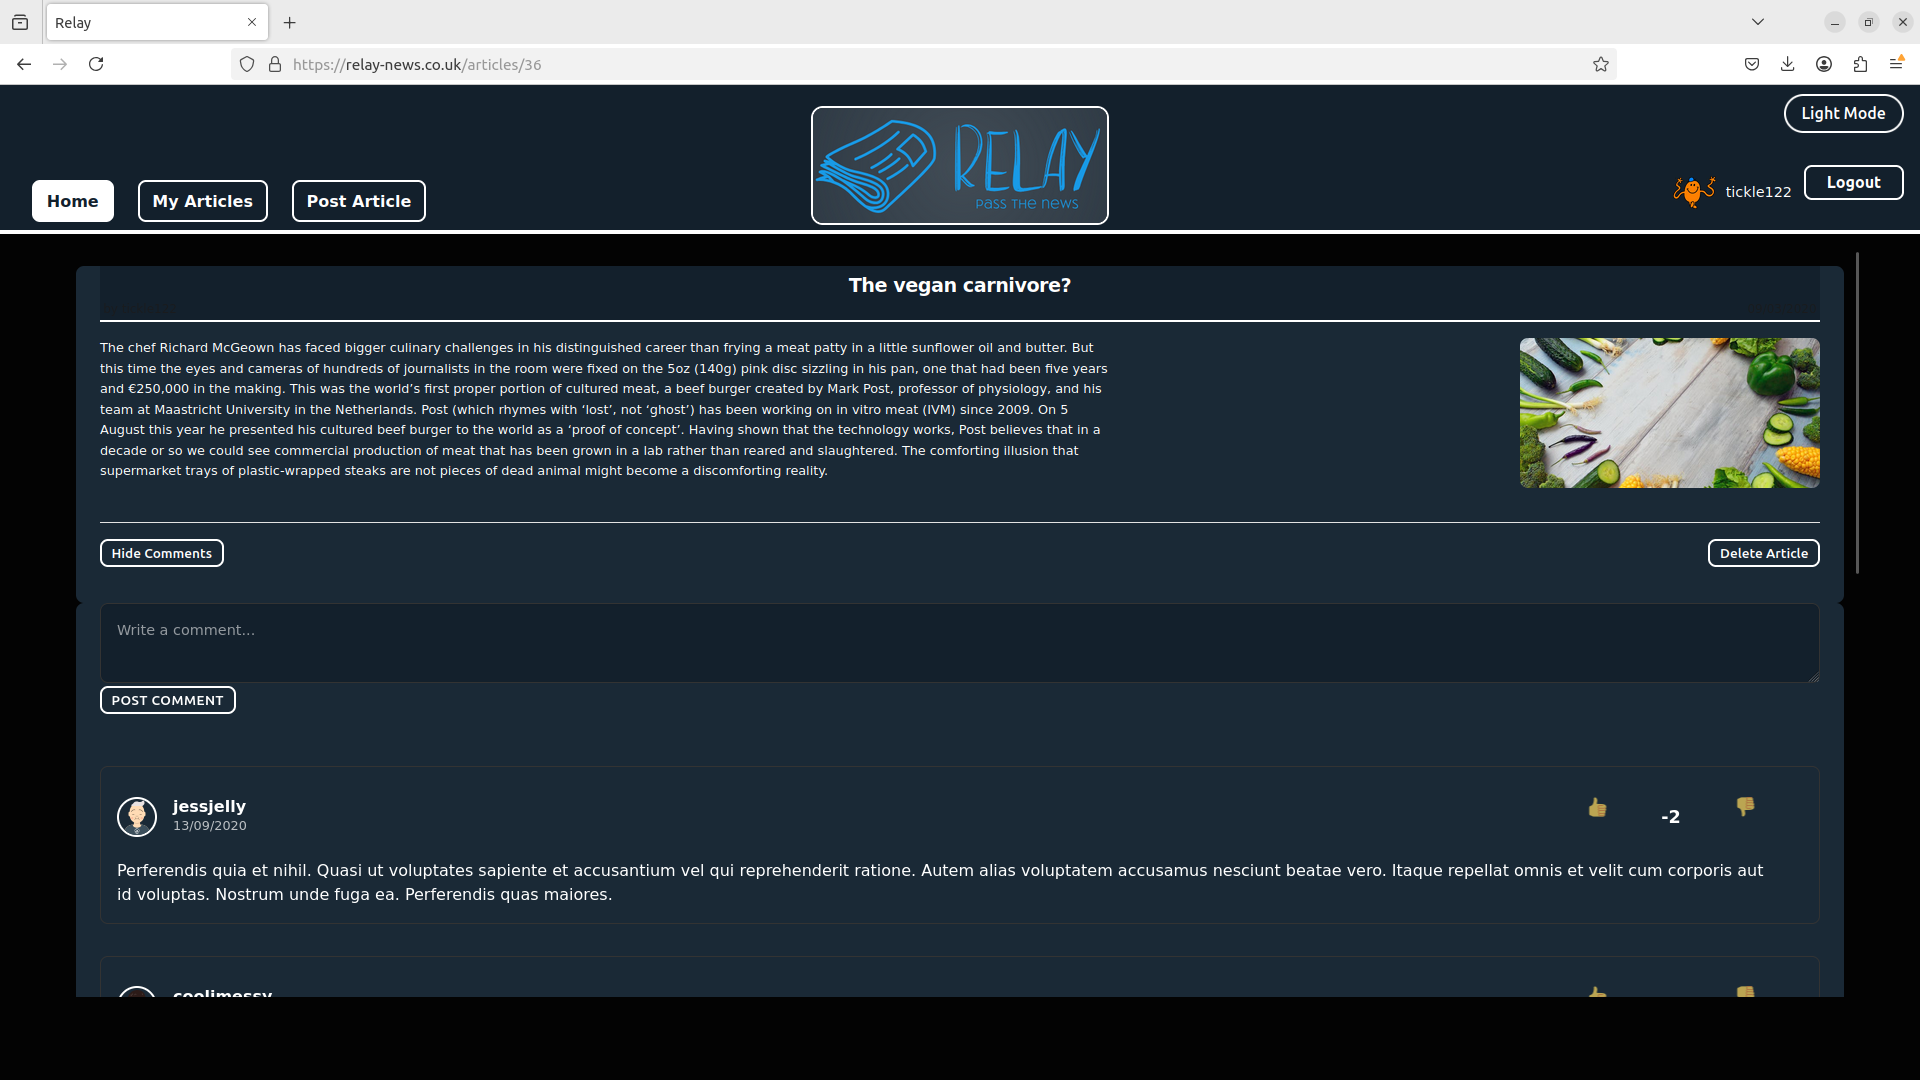 Relay
https://relay-news.co.uk/articles/36
Light Mode
RELAY
PASS THE NEWS
Home
My Articles
Post Article
tickle122
Logout
The vegan carnivore?
The chef Richard McGeown has faced bigger culinary challenges in his distinguished career than frying a meat patty in a little sunflower oil and butter. But
this time the eyes and cameras of hundreds of journalists in the room were fixed on the 5oz (140g) pink disc sizzling in his pan, one that had been five years
and €250,000 in the making. This was the world’s first proper portion of cultured meat, a beef burger created by Mark Post, professor of physiology, and his
team at Maastricht University in the Netherlands. Post (which rhymes with ‘lost’, not ‘ghost’) has been working on in vitro meat (IVM) since 2009. On 5
August this year he presented his cultured beef burger to the world as a ‘proof of concept’. Having shown that the technology works, Post believes that in a
decade or so we could see commercial production of meat that has been grown in a lab rather than reared and slaughtered. The comforting illusion that
supermarket trays of plastic-wrapped steaks are not pieces of dead animal might become a discomforting reality.
Hide Comments
Delete Article
Write a comment...
POST COMMENT
jessjelly
13/09/2020
-2
Perferendis quia et nihil. Quasi ut voluptates sapiente et accusantium vel qui reprehenderit ratione. Autem alias voluptatem accusamus nesciunt beatae vero. Itaque repellat omnis et velit cum corporis aut
id voluptas. Nostrum unde fuga ea. Perferendis quas maiores.
cooljmessy